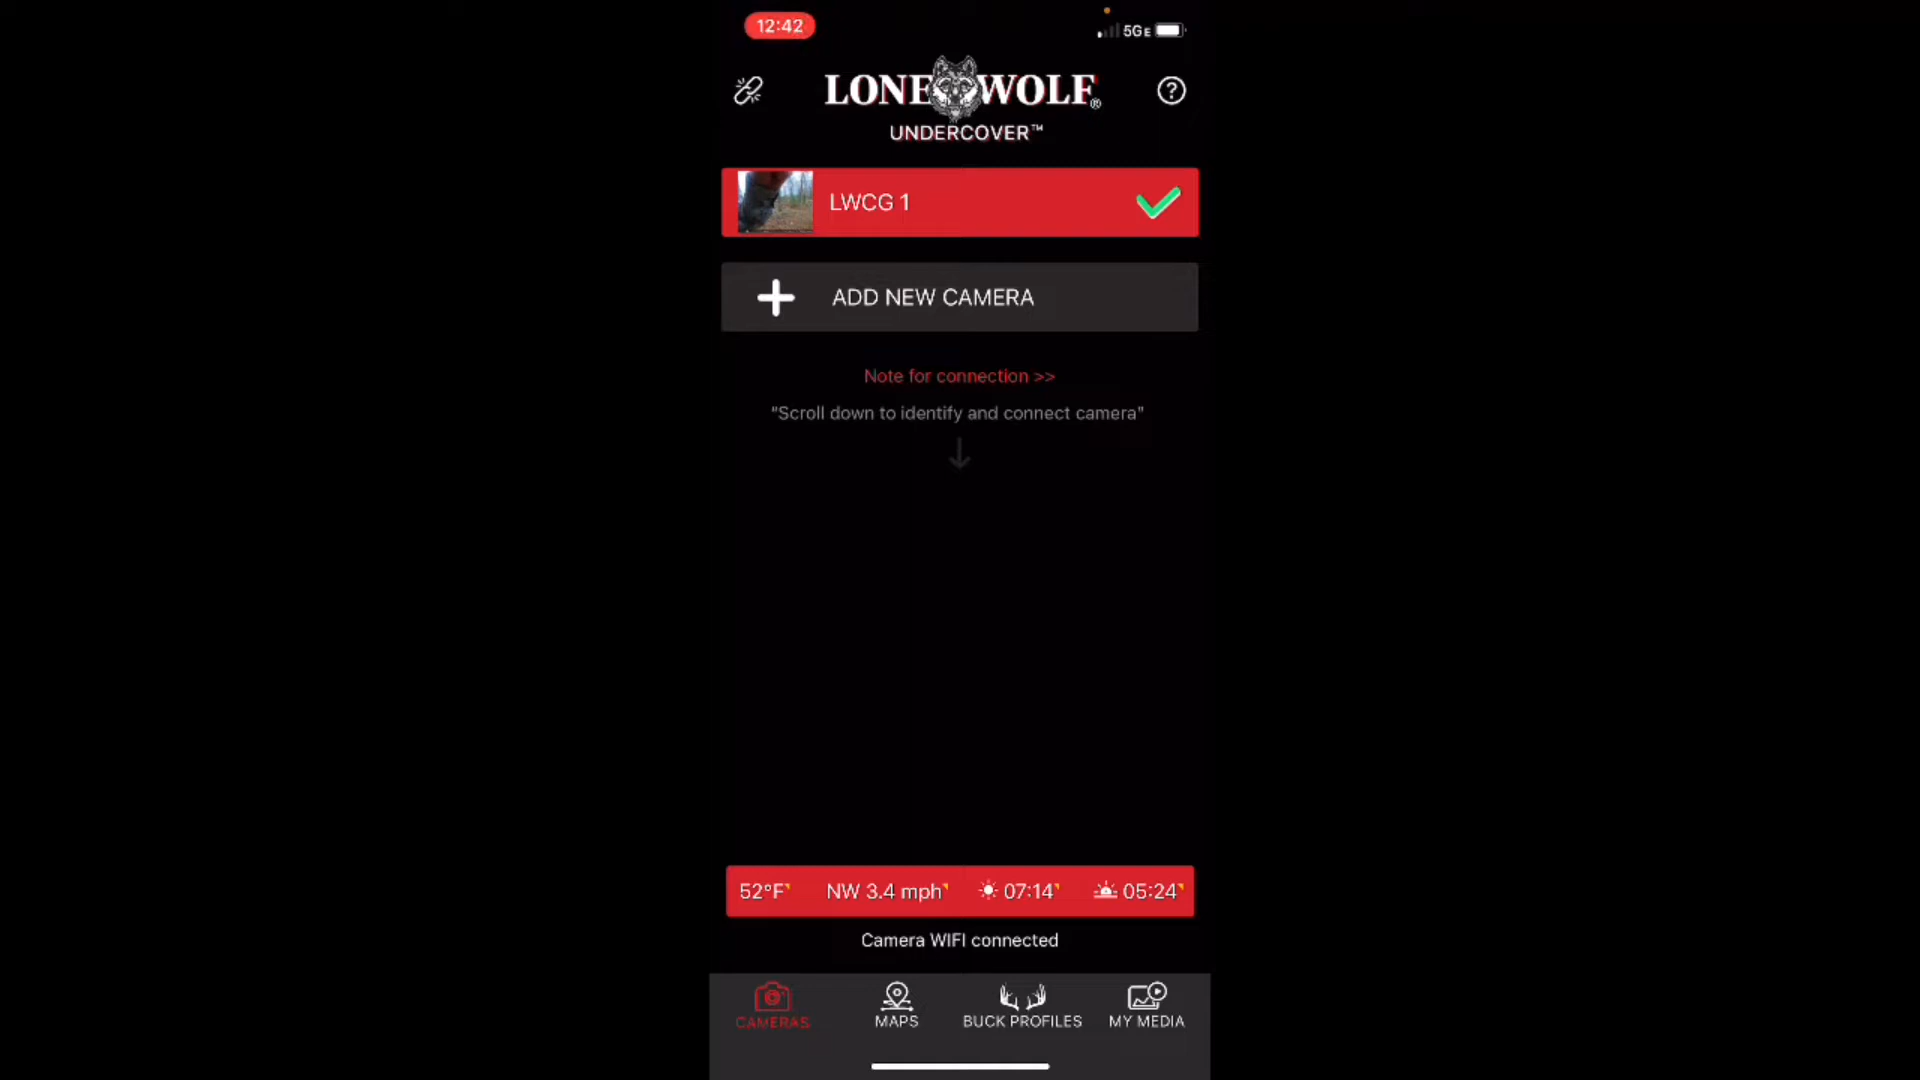 12:42
5GE
LONE WOLF®
UNDERCOVER™
LWCG 1
ADD NEW CAMERA
Note for connection >>
"Scroll down to identify and connect camera"
52°F NW 3.4 mph 07:14 05:24
Camera WIFI connected
CAMERAS MAPS BUCK PROFILES MY MEDIA